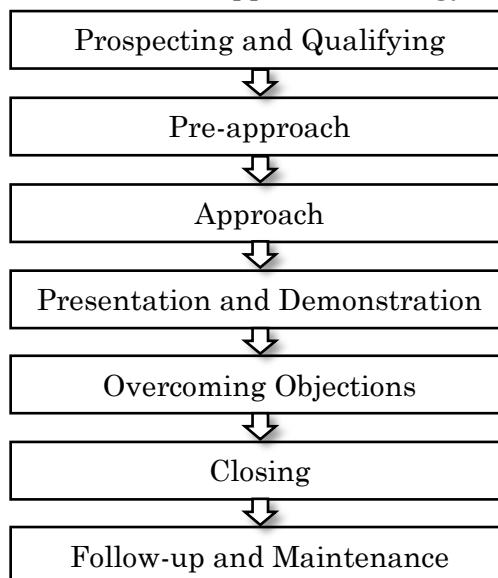 Prospecting and Qualifying
Pre-approach
Approach
Presentation and Demonstration
Overcoming Objections
Closing
Follow-up and Maintenance